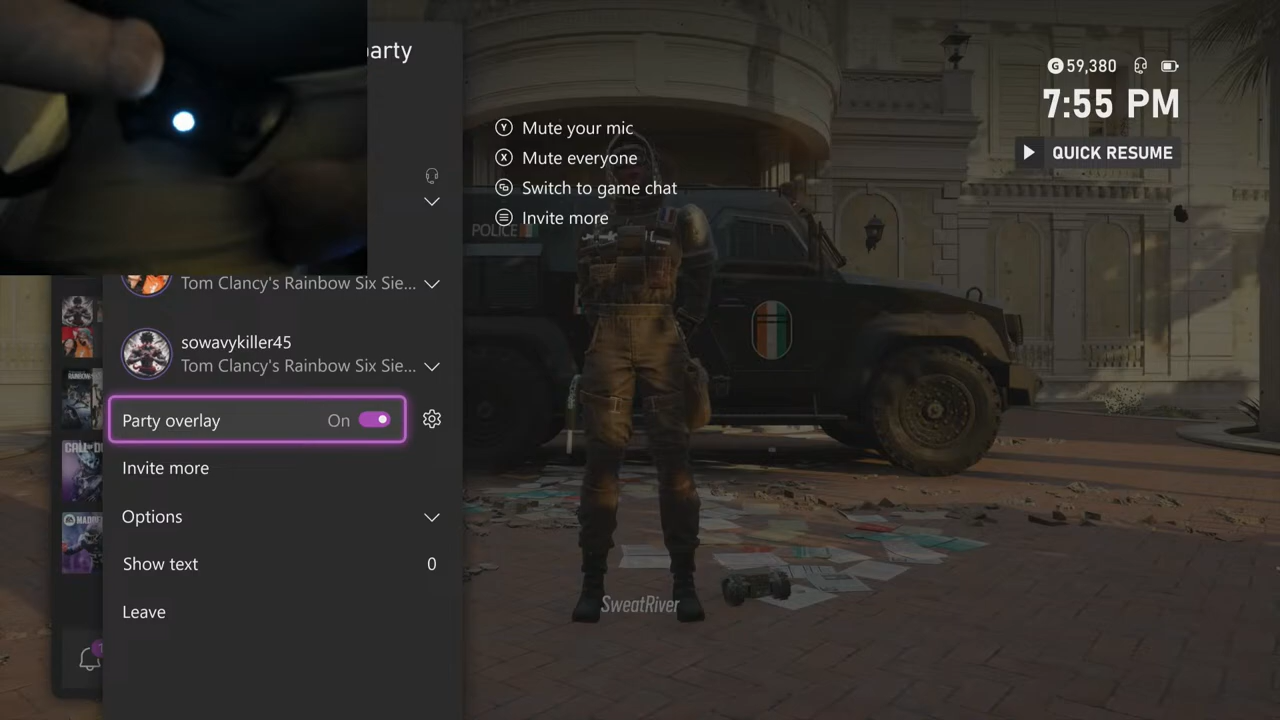 arty
59,380
7:55 PM
QUICK RESUME
Mute your mic
Mute everyone
Switch to game chat
Invite more
POLICE
Tom Clancy's Rainbow Six Sie...
sowavykiller45
Tom Clancy's Rainbow Six Sie...
Party overlay On
Invite more
Options
Show text 0
Leave
SweatRiver